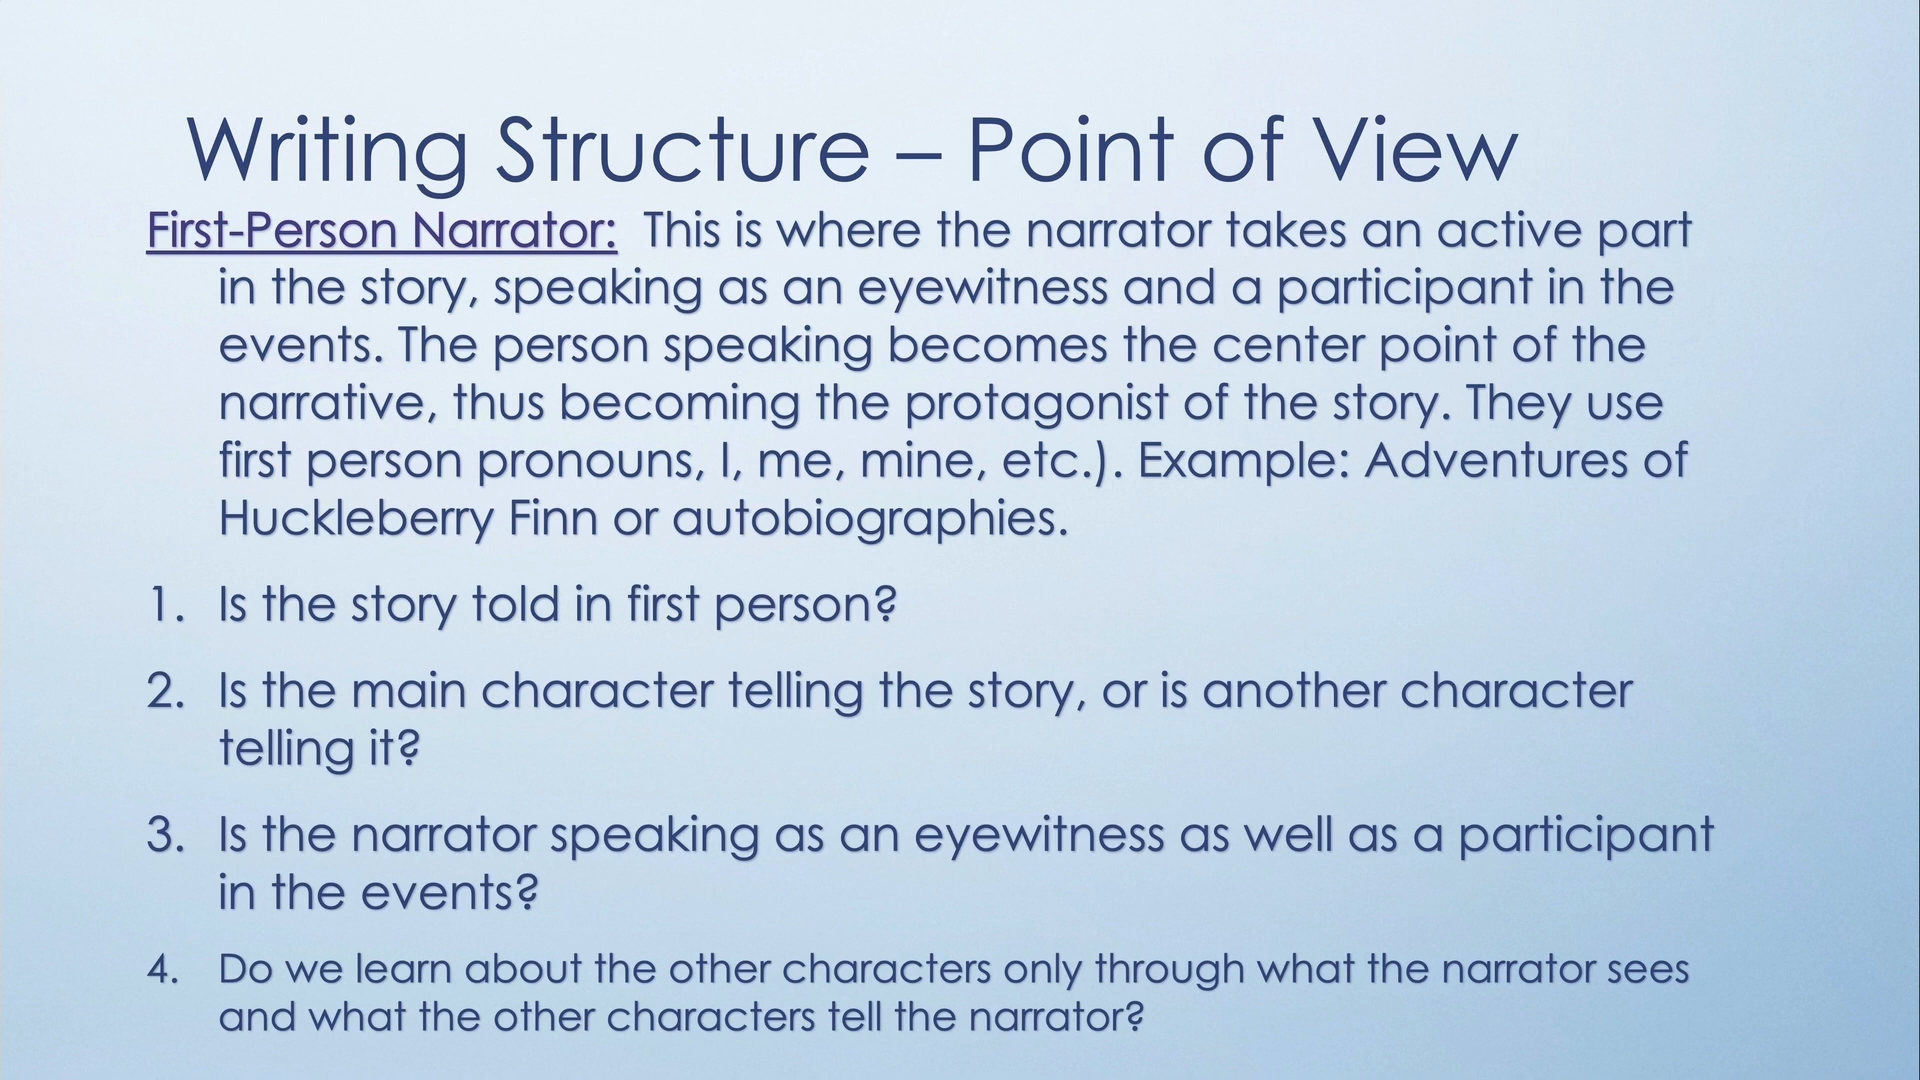 Writing Structure – Point of View
First-Person Narrator: This is where the narrator takes an active part
in the story, speaking as an eyewitness and a participant in the
events. The person speaking becomes the center point of the
narrative, thus becoming the protagonist of the story. They use
first person pronouns, I, me, mine, etc.). Example: Adventures of
Huckleberry Finn or autobiographies.
1. Is the story told in first person?
2. Is the main character telling the story, or is another character
telling it?
3. Is the narrator speaking as an eyewitness as well as a participant
in the events?
4. Do we learn about the other characters only through what the narrator sees
and what the other characters tell the narrator?